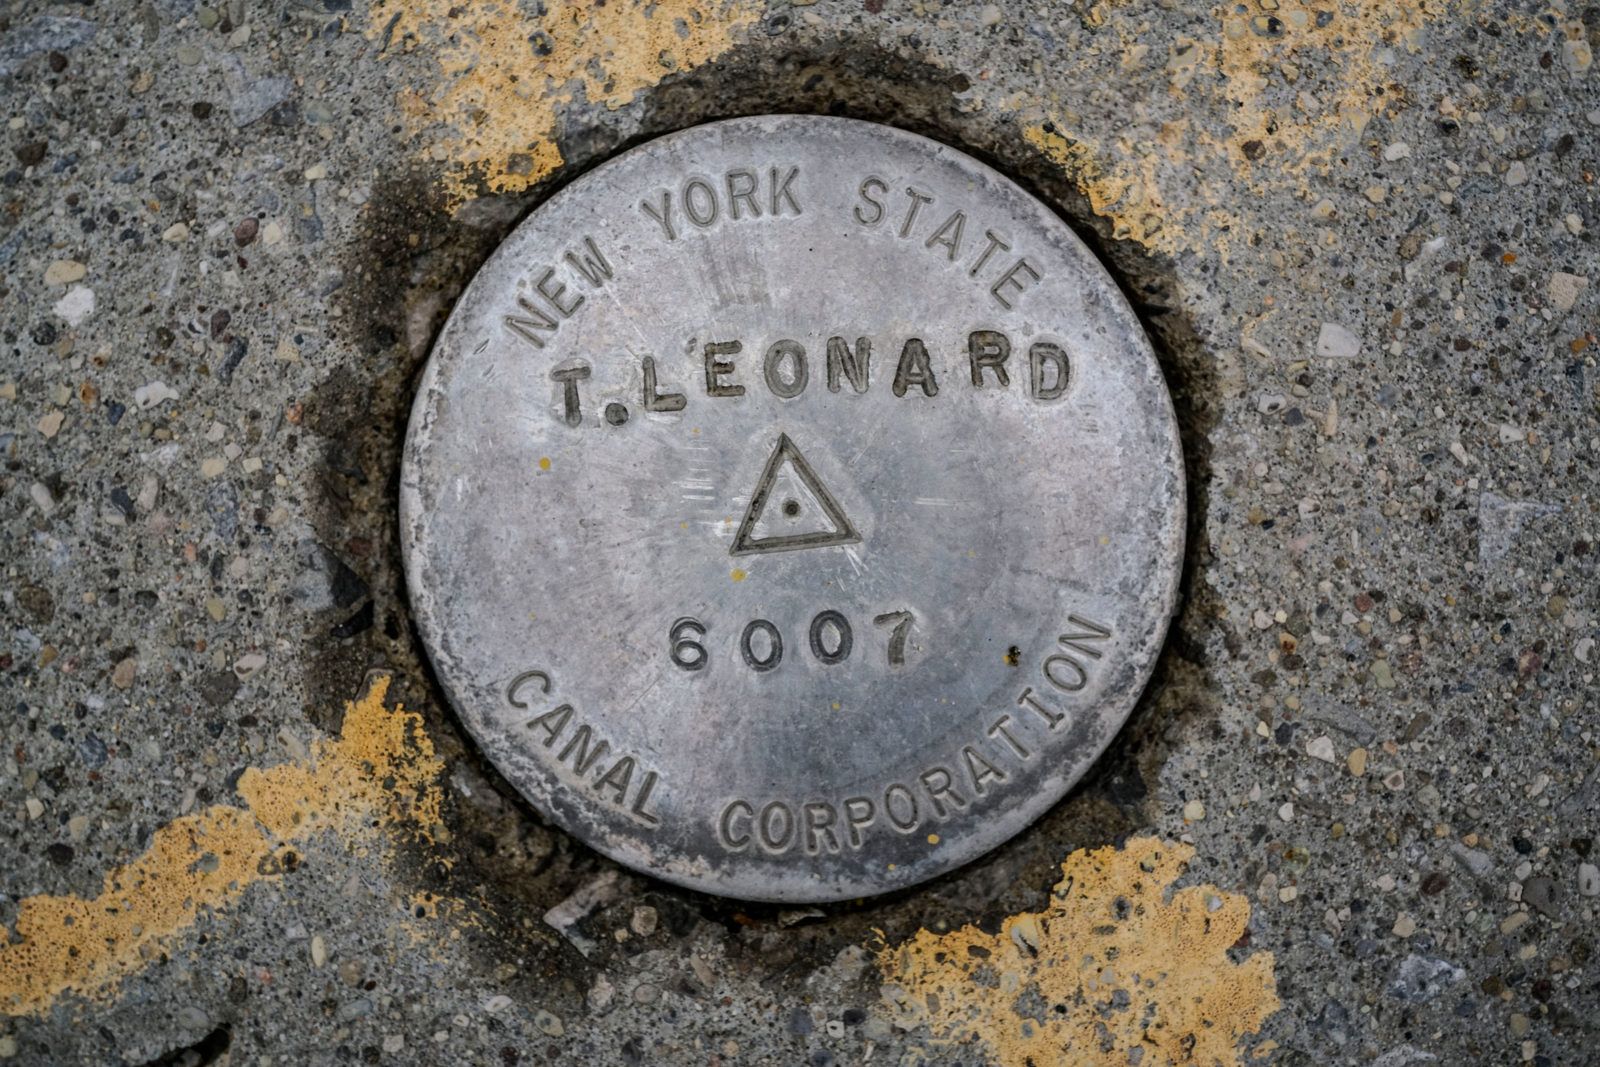 NEW YORK STATE
T. LEONARD
6007
CANAL CORPORATION